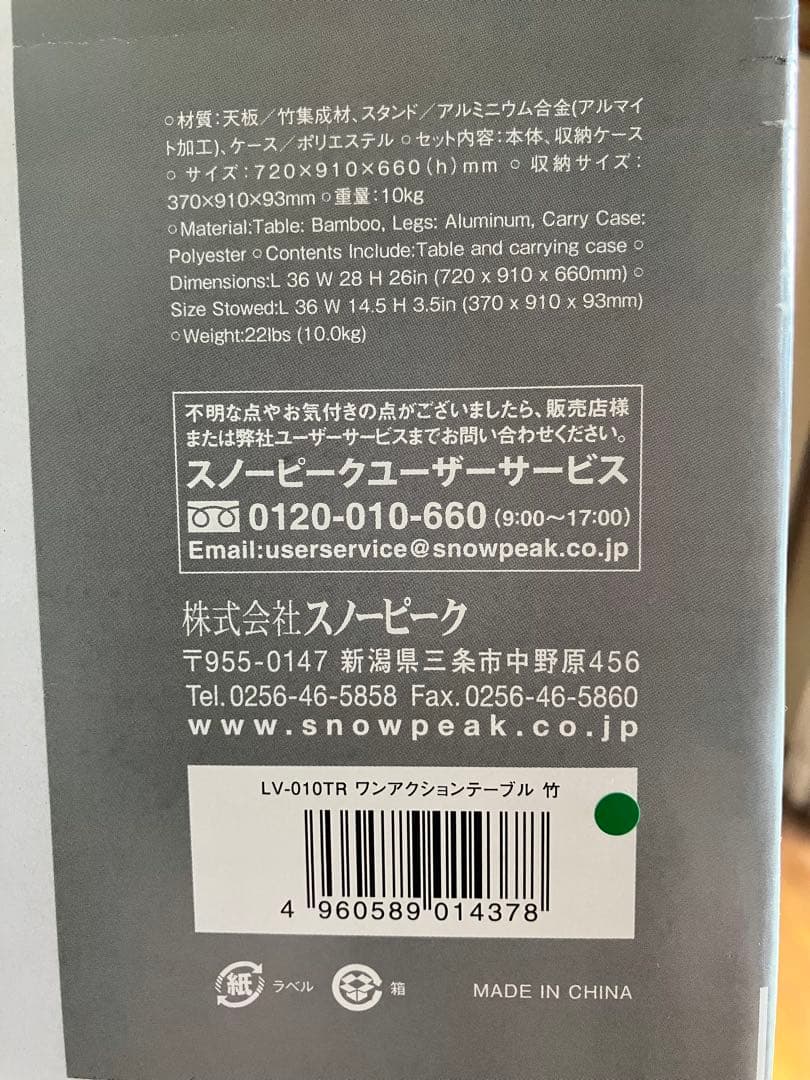 ○材質：天板／竹集成材、スタンド／アルミニウム合金(アルマイ
ト加工)、ケース／ポリエステル ○セット内容：本体、収納ケース
○ サイズ：720×910×660（h）mm ○ 収納サイズ：
370×910×93mm ○重量：10kg
○Material:Table: Bamboo, Legs: Aluminum, Carry Case:
Polyester ○Contents Include:Table and carrying case ○
Dimensions:L 36 W 28 H 26in (720 x 910 x 660mm) ○
Size Stowed:L 36 W 14.5 H 3.5in (370 x 910 x 93mm)
○Weight:22lbs (10.0kg)
不明な点やお気付きの点がございましたら、販売店様
または弊社ユーザーサービスまでお問い合わせください。
スノーピークユーザーサービス
0120-010-660（9:00〜17:00）
Email:userservice@snowpeak.co.jp
株式会社スノーピーク
〒955-0147 新潟県三条市中野原456
Tel.0256-46-5858 Fax.0256-46-5860
www.snowpeak.co.jp
LV-010TR ワンアクションテーブル 竹
4 960589 014378
紙 ラベル 箱 MADE IN CHINA